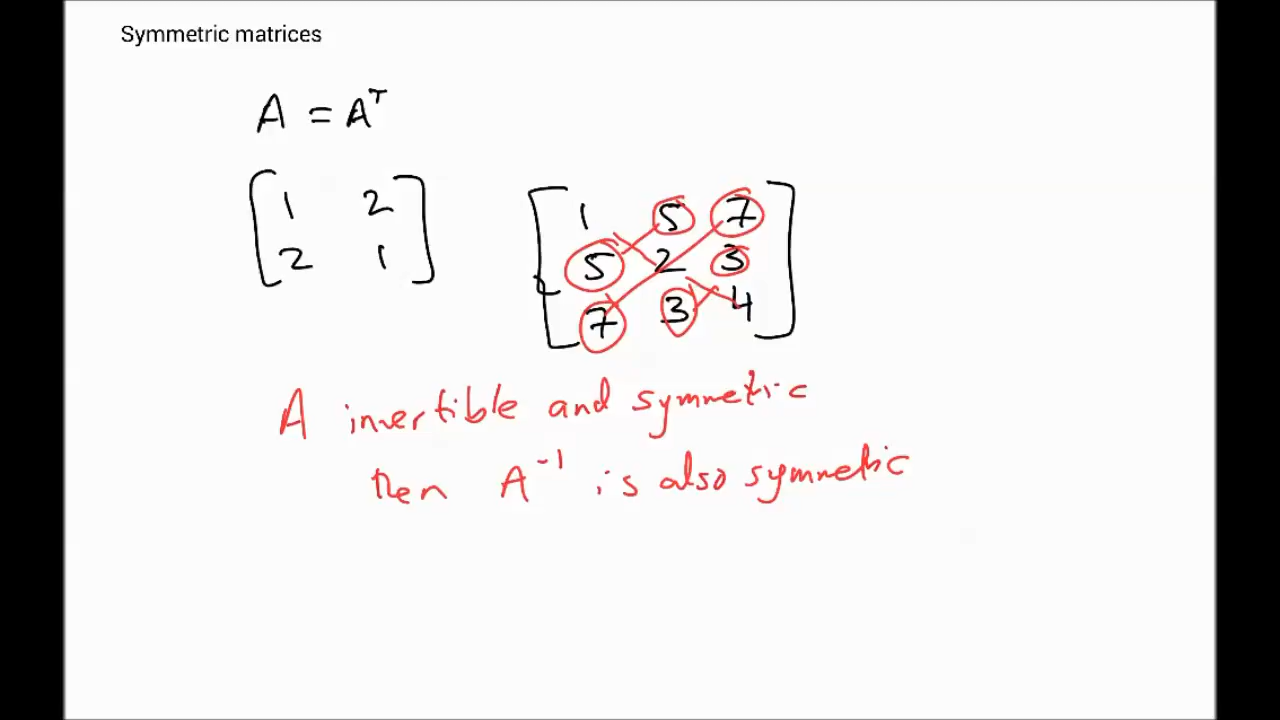 Symmetric matrices
A = Aᵀ
1 2
2 1
1 5 7
5 2 3
7 3 4
A invertible and symmetric
then A⁻¹ is also symmetric